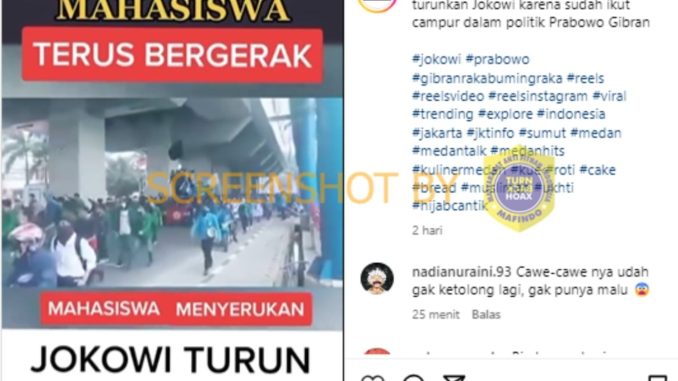 MAHASISWA
TERUS BERGERAK
MAHASISWA MENYERUKAN
JOKOWI TURUN
turunkan Jokowi karena sudah ikut
campur dalam politik Prabowo Gibran
#jokowi #prabowo
#gibranrakabumingraka #reels
#reelsvideo #reelsinstagram #viral
#trending #explore #indonesia
#jakarta #jktinfo #sumut #medan
#medantalk #medanhits
#kulinermedan #kue #roti #cake
#bread #muslimah #ukhti
#hijabcantik
2 hari
nadianuraini.93 Cawe-cawe nya udah
gak ketolong lagi, gak punya malu
25 menit Balas
SCREENSHOT BY
TURN
BACK
HOAX
MAFINDO